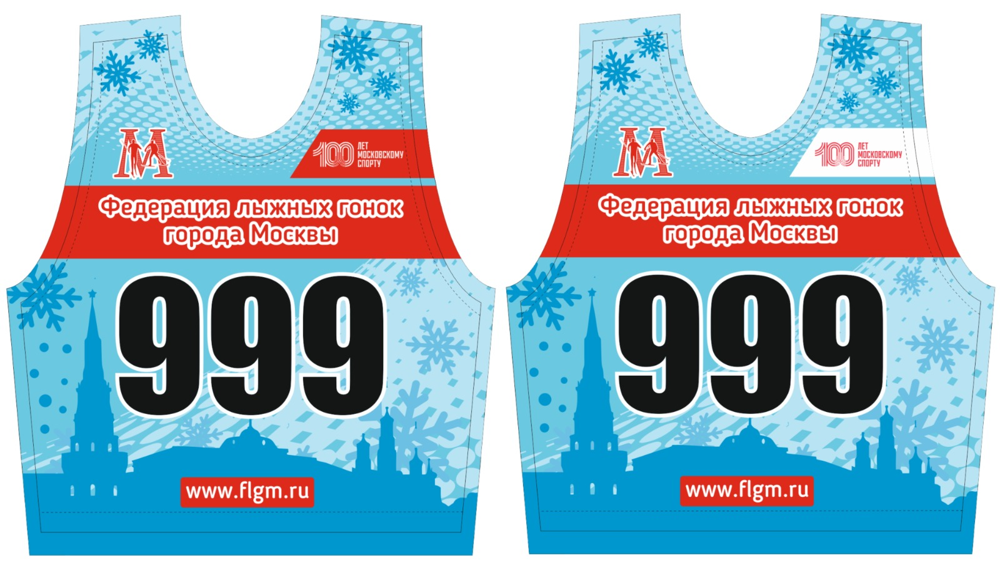 М
100 ЛЕТ
МОСКОВСКОМУ
СПОРТУ
Федерация лыжных гонок
города Москвы
999
www.flgm.ru
М
100 ЛЕТ
МОСКОВСКОМУ
СПОРТУ
Федерация лыжных гонок
города Москвы
999
www.flgm.ru